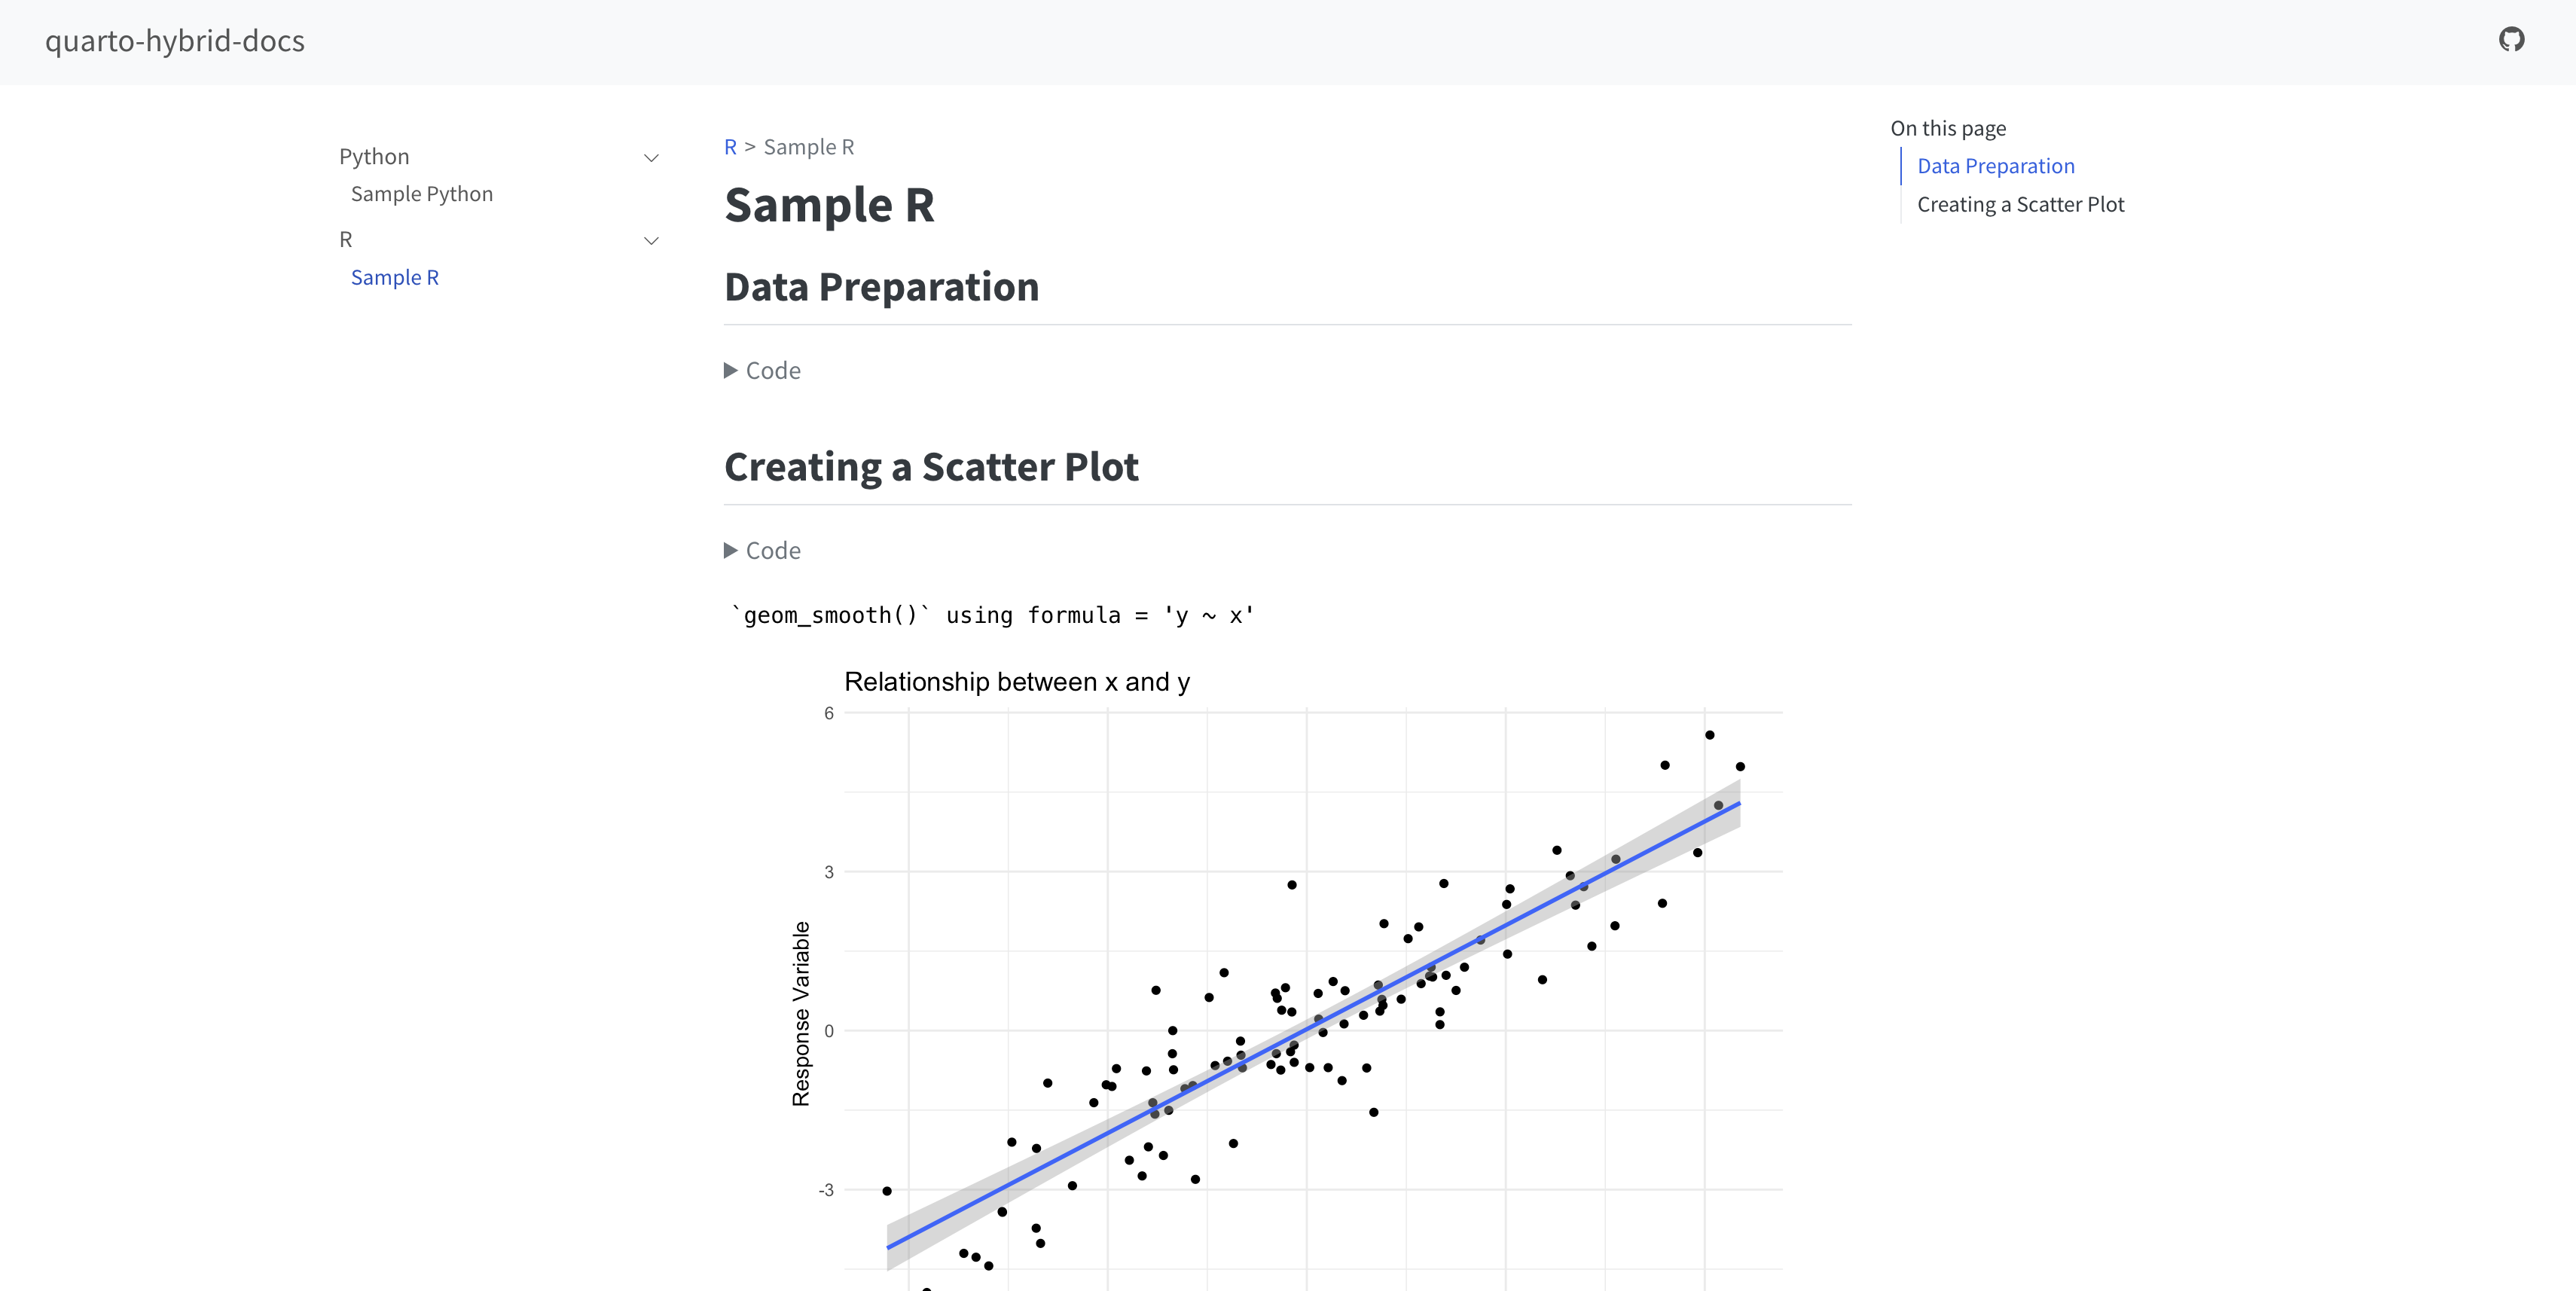 quarto-hybrid-docs
Python
Sample Python
R
Sample R
R > Sample R
Sample R
Data Preparation
Code
Creating a Scatter Plot
Code
`geom_smooth()` using formula = 'y ~ x'
Relationship between x and y
6
3
0
-3
Response Variable
On this page
Data Preparation
Creating a Scatter Plot